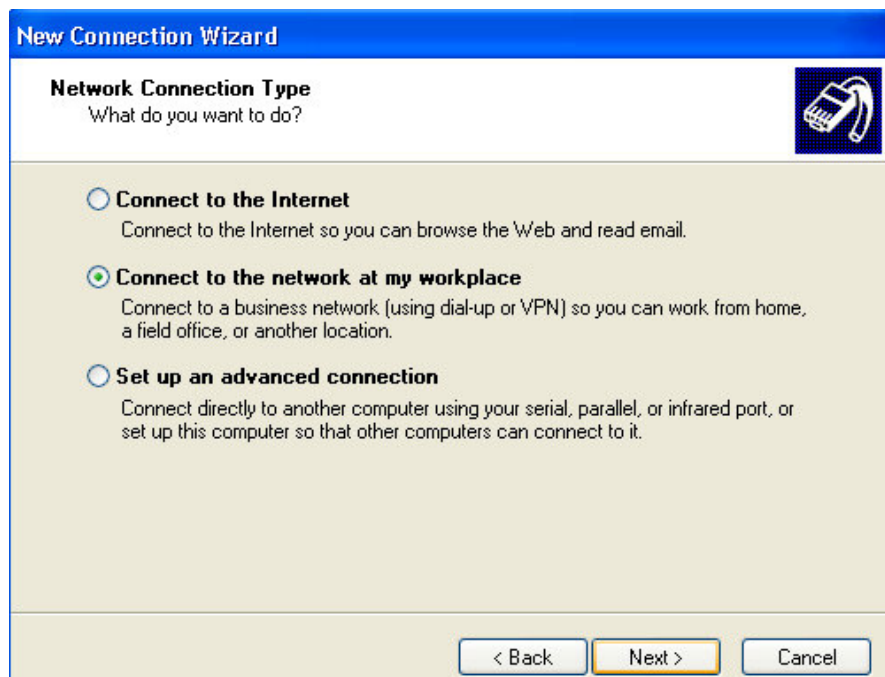 New Connection Wizard
Network Connection Type
What do you want to do?
Connect to the Internet
Connect to the Internet so you can browse the Web and read email.
Connect to the network at my workplace
Connect to a business network (using dial-up or VPN) so you can work from home,
a field office, or another location.
Set up an advanced connection
Connect directly to another computer using your serial, parallel, or infrared port, or
set up this computer so that other computers can connect to it.
< Back Next > Cancel